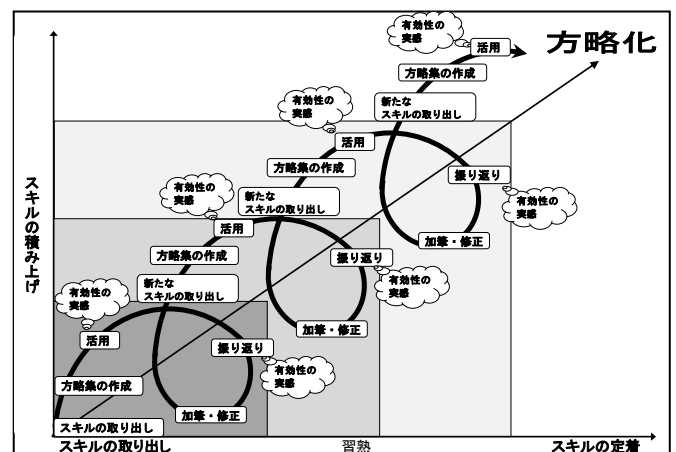 方略化
有効性の
実感
活用
方略集の作成
新たな
スキルの取り出し
有効性の
実感
活用
方略集の作成
振り返り
有効性の
実感
加筆・修正
新たな
スキルの取り出し
有効性の
実感
活用
方略集の作成
振り返り
有効性の
実感
加筆・修正
新たな
スキルの取り出し
有効性の
実感
活用
方略集の作成
振り返り
有効性の
実感
加筆・修正
スキルの取り出し
スキルの積み上げ
スキルの取り出し
習熟
スキルの定着